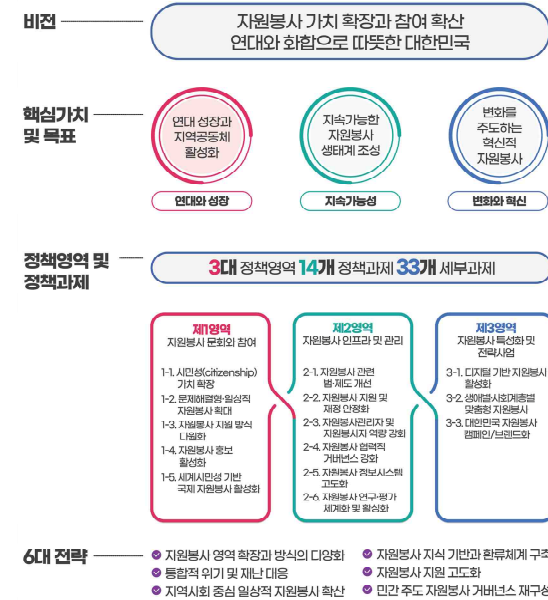 비전
자원봉사 가치 확장과 참여 확산
연대와 화합으로 따뜻한 대한민국
핵심가치
및 목표
연대 성장과
지역공동체
활성화
지속가능한
자원봉사
생태계 조성
변화를
주도하는
혁신적
자원봉사
연대와 성장
지속가능성
변화와 혁신
정책영역 및
정책과제
3대 정책영역 14개 정책과제 33개 세부과제
제1영역
자원봉사 문화와 참여
1-1. 시민성(citizenship)
가치 확장
1-2. 문제해결형·일상적
자원봉사 확대
1-3. 자원봉사 지원 방식
다원화
1-4. 자원봉사 홍보
활성화
1-5. 세계시민성 기반
국제 자원봉사 활성화
제2영역
자원봉사 인프라 및 관리
2-1. 자원봉사 관련
법·제도 개선
2-2. 자원봉사 지원 및
재정 안정화
2-3. 자원봉사관리자 및
자원봉사자 역량 강화
2-4. 자원봉사 협력적
거버넌스 강화
2-5. 자원봉사 정보시스템
고도화
2-6. 자원봉사 연구·평가
체계화 및 활성화
제3영역
자원봉사 특성화 및
전략사업
3-1. 디지털 기반 자원봉사
활성화
3-2. 생애별·사회계층별
맞춤형 자원봉사
3-3. 대한민국 자원봉사
캠페인/브랜드화
6대 전략
자원봉사 영역 확장과 방식의 다양화
통합적 위기 및 재난 대응
지역사회 중심 일상적 자원봉사 확산
자원봉사 지식 기반과 환류체계 구축
자원봉사 지원 고도화
민간 주도 자원봉사 거버넌스 재구성